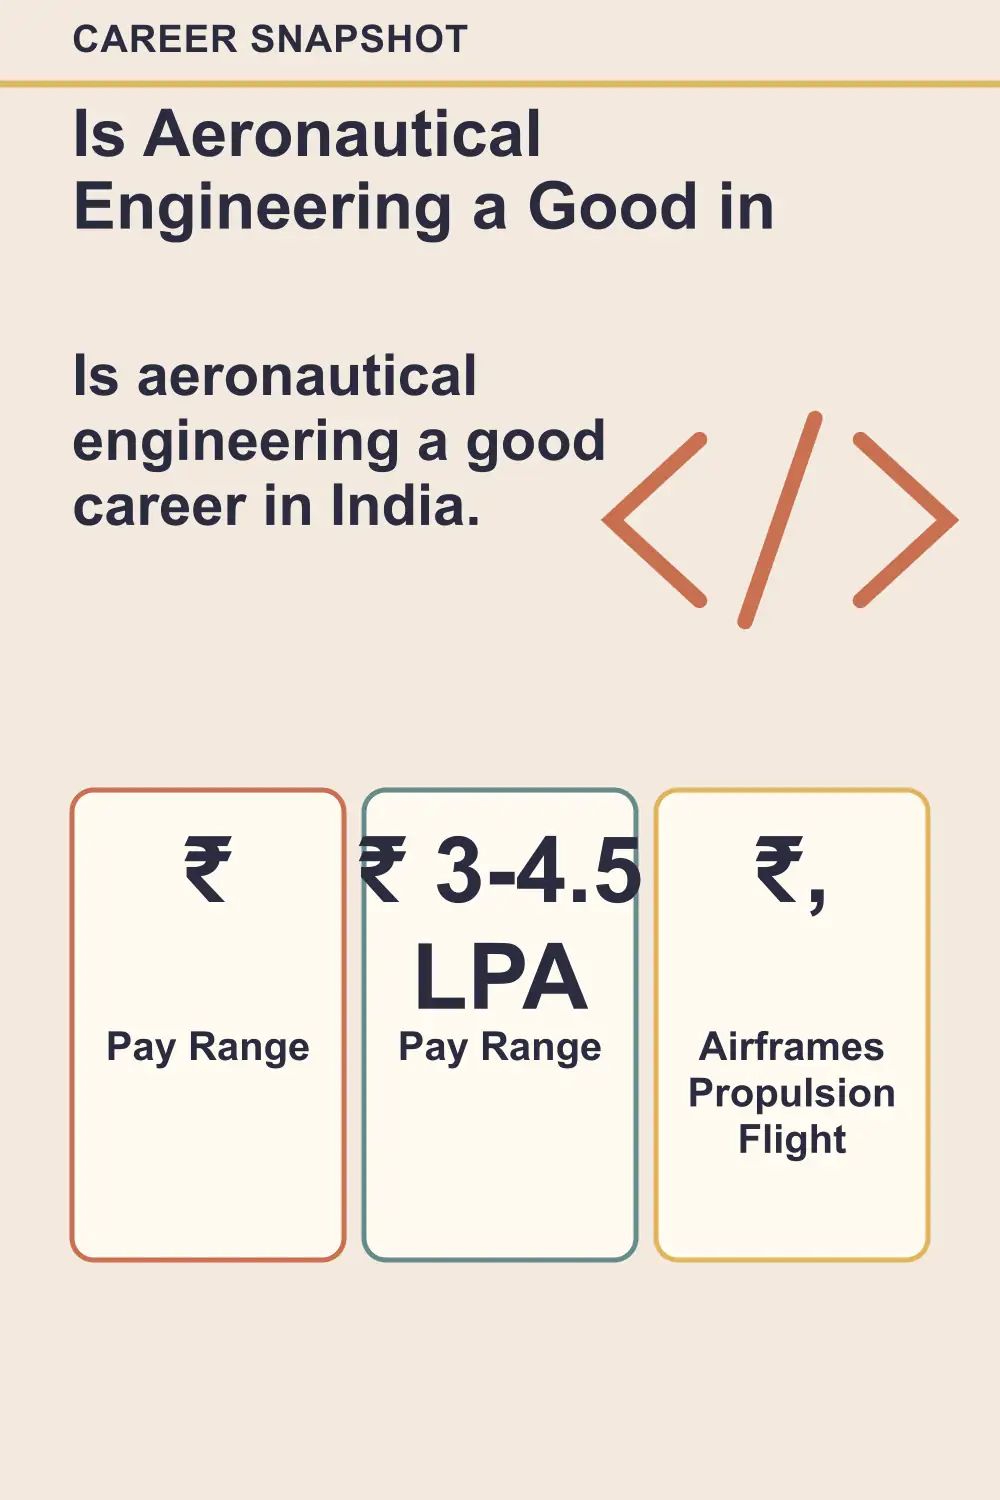 CAREER SNAPSHOT
Is Aeronautical
Engineering a Good in
Is aeronautical
engineering a good
career in India.
₹
Pay Range
₹ 3-4.5
LPA
Pay Range
₹,
Airframes
Propulsion
Flight